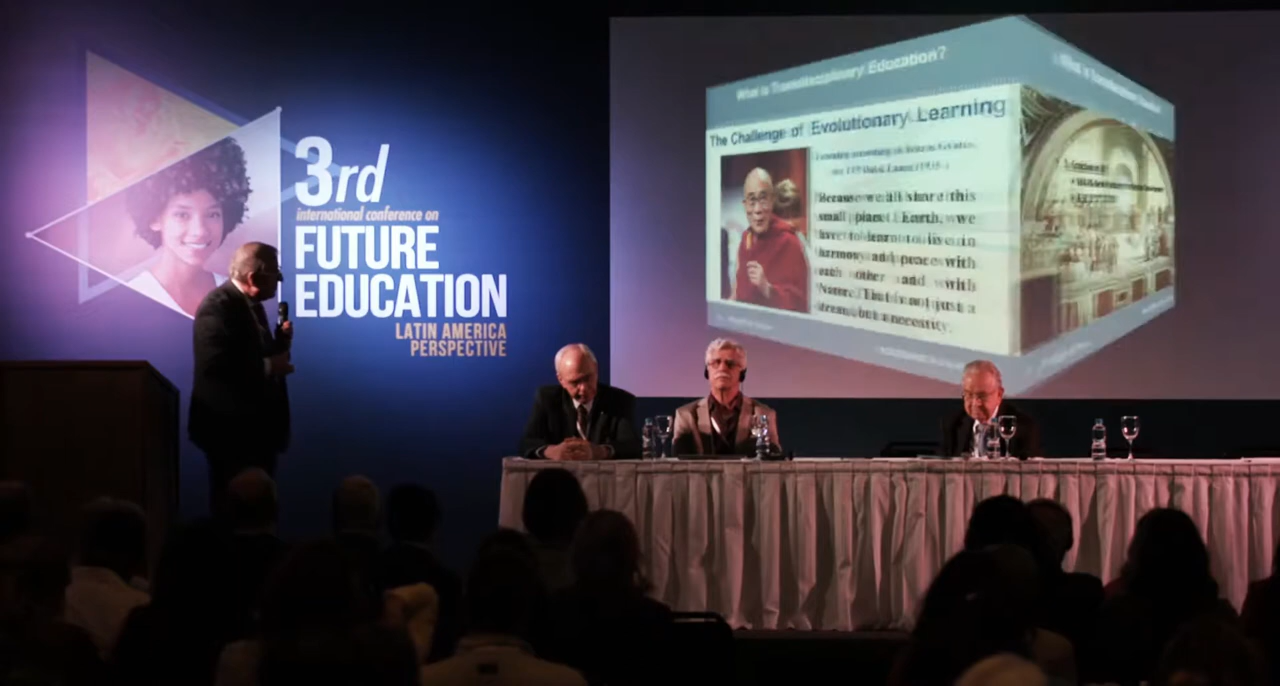 3rd
international conference on
FUTURE
EDUCATION
LATIN AMERICA
PERSPECTIVE
What is Transdisciplinary Education?
The Challenge of Evolutionary Learning
Because we all share this
small planet Earth, we
have to learn to live in
harmony and peace with
each other and with
Nature. That is not just a
dream, but a necessity.